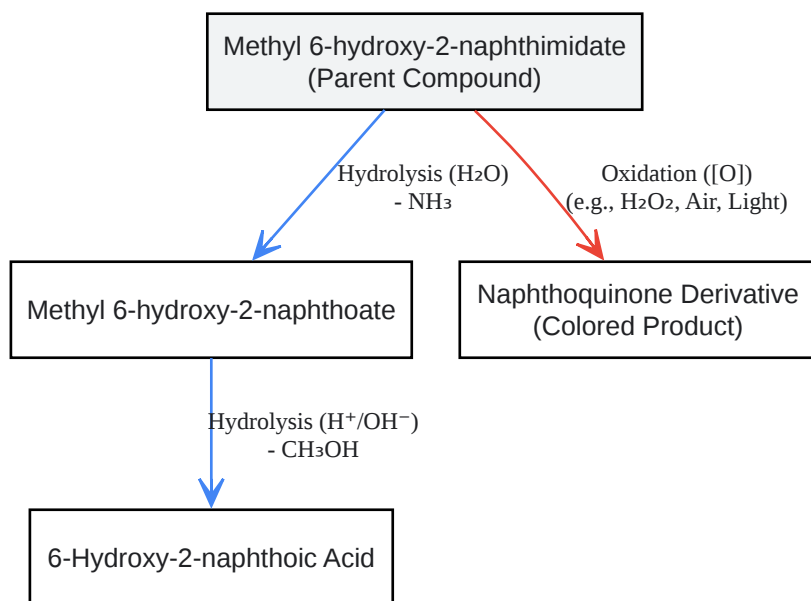 Methyl 6-hydroxy-2-naphthimidate
(Parent Compound)
Hydrolysis (H₂O)
- NH₃
Oxidation ([O])
(e.g., H₂O₂, Air, Light)
Methyl 6-hydroxy-2-naphthoate
Naphthoquinone Derivative
(Colored Product)
Hydrolysis (H⁺/OH⁻)
- CH₃OH
6-Hydroxy-2-naphthoic Acid